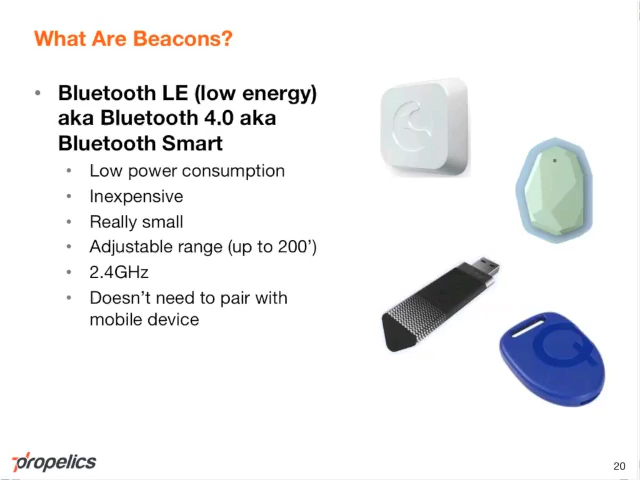 What Are Beacons?
• Bluetooth LE (low energy)
aka Bluetooth 4.0 aka
Bluetooth Smart
• Low power consumption
• Inexpensive
• Really small
• Adjustable range (up to 200’)
• 2.4GHz
• Doesn’t need to pair with
mobile device
propelics
20